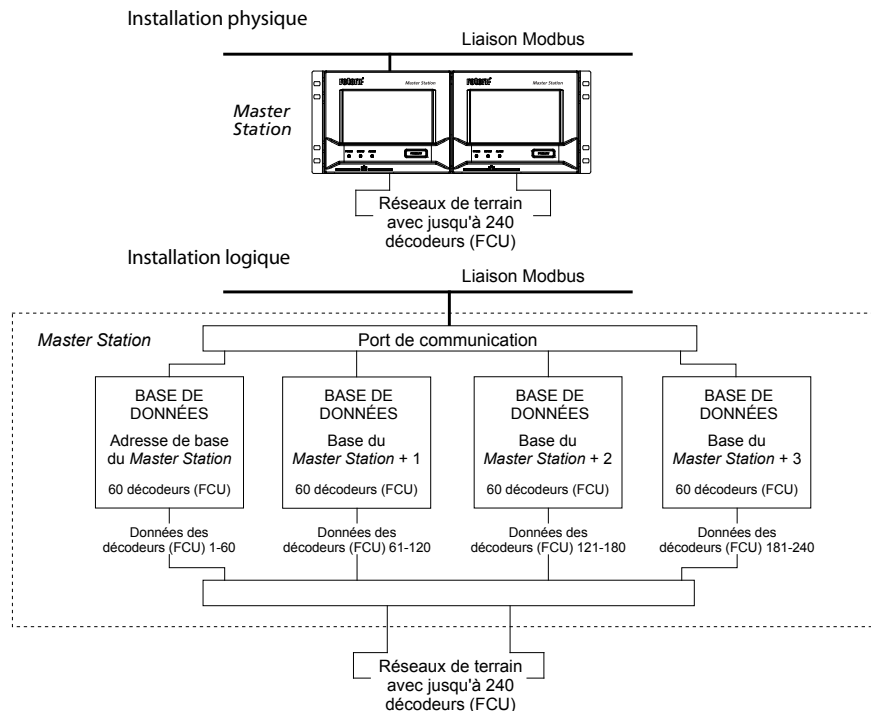 Installation physique
Liaison Modbus
rotork
Master Station
rotork
Master Station
Master
Station
Réseaux de terrain
avec jusqu'à 240
décodeurs (FCU)
Installation logique
Liaison Modbus
Master Station
Port de communication
BASE DE
DONNÉES
Adresse de base
du Master Station
60 décodeurs (FCU)
BASE DE
DONNÉES
Base du
Master Station + 1
60 décodeurs (FCU)
BASE DE
DONNÉES
Base du
Master Station + 2
60 décodeurs (FCU)
BASE DE
DONNÉES
Base du
Master Station + 3
60 décodeurs (FCU)
Données des
décodeurs (FCU) 1-60
Données des
décodeurs (FCU) 61-120
Données des
décodeurs (FCU) 121-180
Données des
décodeurs (FCU) 181-240
Réseaux de terrain
avec jusqu'à 240
décodeurs (FCU)